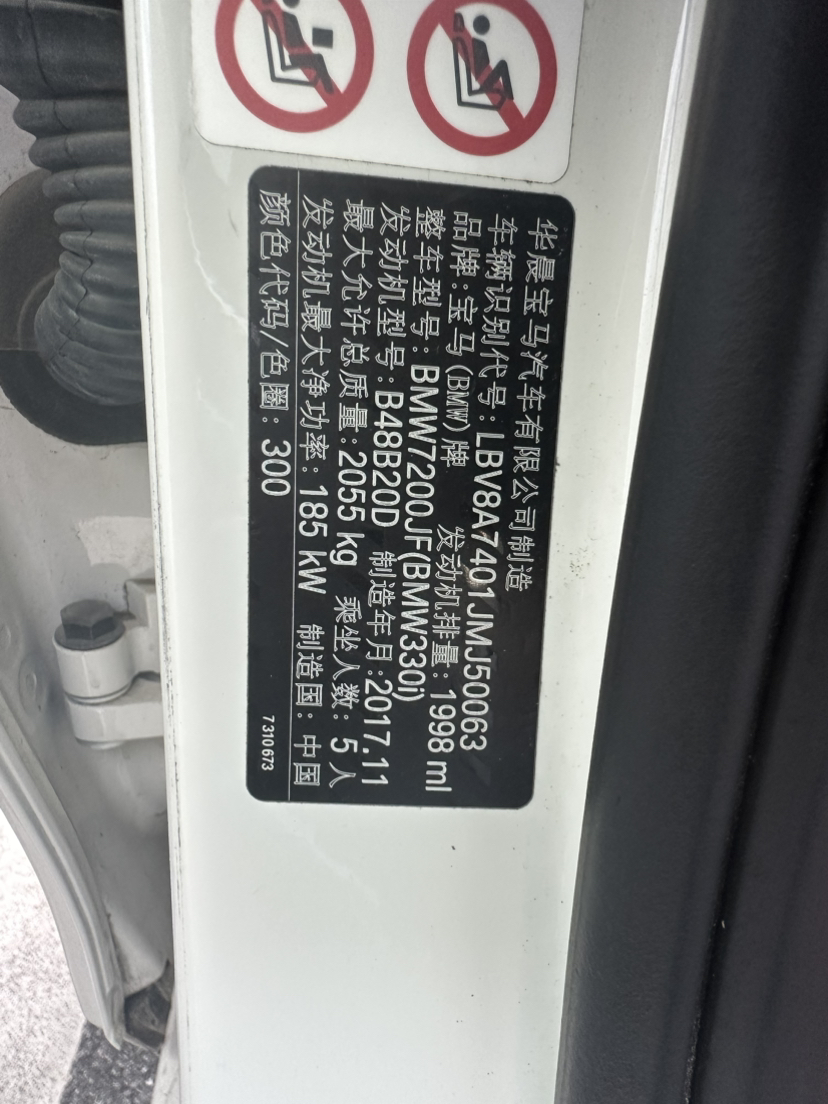 华晨宝马汽车有限公司制造
车辆识别代号: LBV8A7401JMJ50063
品牌: 宝马(BMW)牌 发动机排量: 1998 ml
整车型号: BMW7200JF(BMW330i)
发动机型号: B48B20D 制造年月: 2017.11
最大允许总质量: 2055 kg 乘坐人数: 5 人
发动机最大净功率: 185 kW 制造国: 中国
颜色代码/色圈: 300
7310673